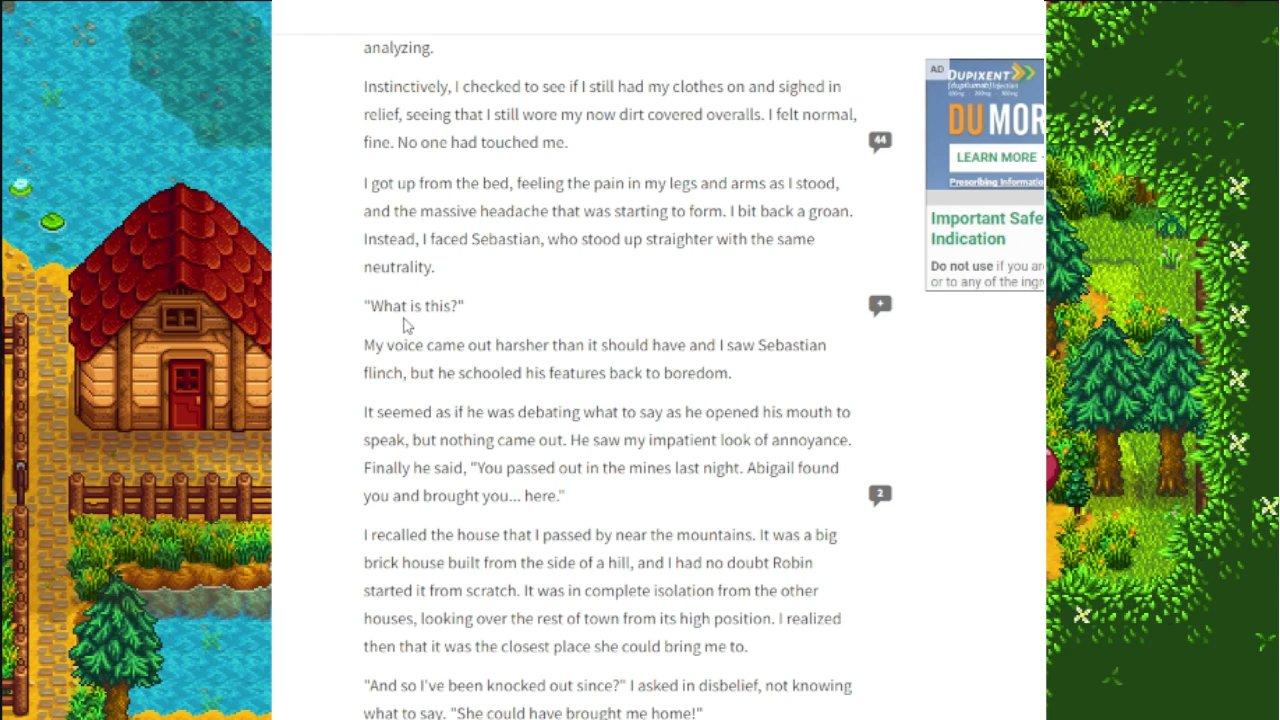 analyzing.
Instinctively, I checked to see if I still had my clothes on and sighed in
relief, seeing that I still wore my now dirt covered overalls. I felt normal,
fine. No one had touched me.
44
I got up from the bed, feeling the pain in my legs and arms as I stood,
and the massive headache that was starting to form. I bit back a groan.
Instead, I faced Sebastian, who stood up straighter with the same
neutrality.
"What is this?"
+
My voice came out harsher than it should have and I saw Sebastian
flinch, but he schooled his features back to boredom.
It seemed as if he was debating what to say as he opened his mouth to
speak, but nothing came out. He saw my impatient look of annoyance.
Finally he said, "You passed out in the mines last night. Abigail found
you and brought you... here."
2
I recalled the house that I passed by near the mountains. It was a big
brick house built from the side of a hill, and I had no doubt Robin
started it from scratch. It was in complete isolation from the other
houses, looking over the rest of town from its high position. I realized
then that it was the closest place she could bring me to.
"And so I've been knocked out since?" I asked in disbelief, not knowing
what to say. "She could have brought me home!"
AD
DUPIXENT
(dupilumab) Injection
DU MOR
LEARN MORE
Prescribing Informatio
Important Safe
Indication
Do not use if you ar
or to any of the ingr